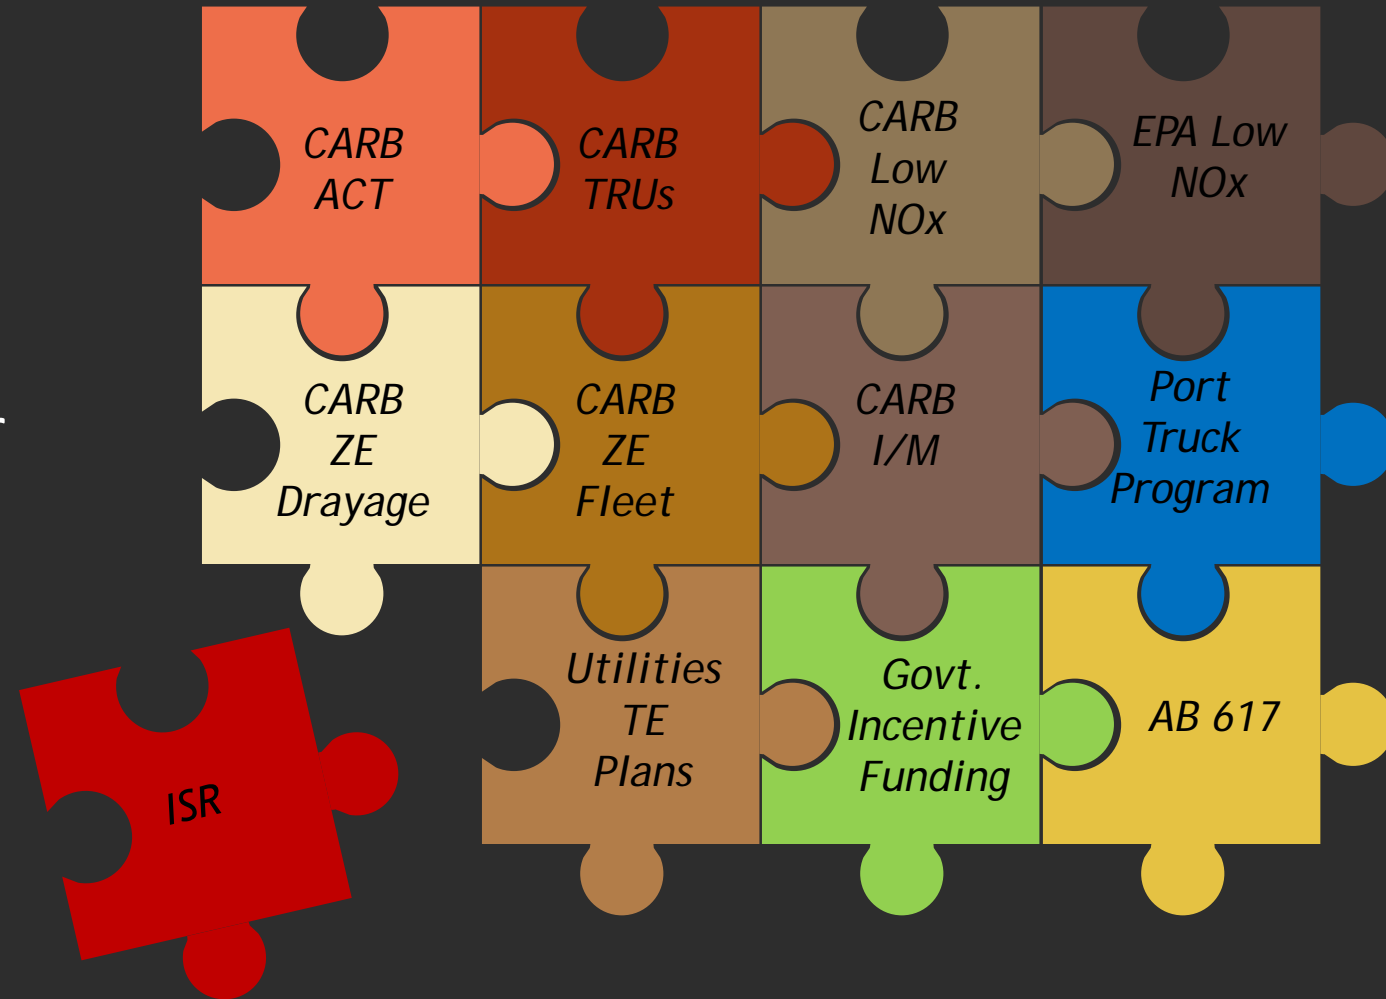 CARB
ACT
CARB
TRUs
CARB
Low
NOx
EPA Low
NOx
CARB
ZE
Drayage
CARB
ZE
Fleet
CARB
I/M
Port
Truck
Program
Utilities
TE
Plans
Govt.
Incentive
Funding
AB 617
ISR